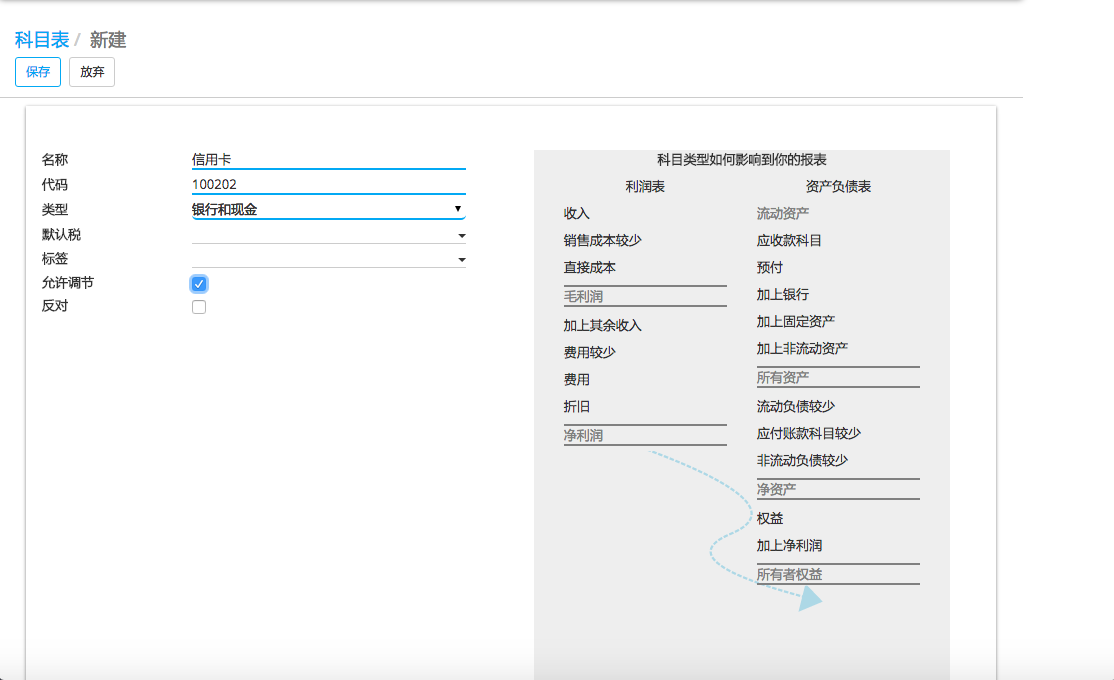 科目表 / 新建
保存 放弃
名称 信用卡
代码 100202
类型 银行和现金
默认税
标签
允许调节
反对
科目类型如何影响到你的报表
利润表
收入
销售成本较少
直接成本
毛利润
加上其余收入
费用较少
费用
折旧
净利润
资产负债表
流动资产
应收款科目
预付
加上银行
加上固定资产
加上非流动资产
所有资产
流动负债较少
应付账款科目较少
非流动负债较少
净资产
权益
加上净利润
所有者权益